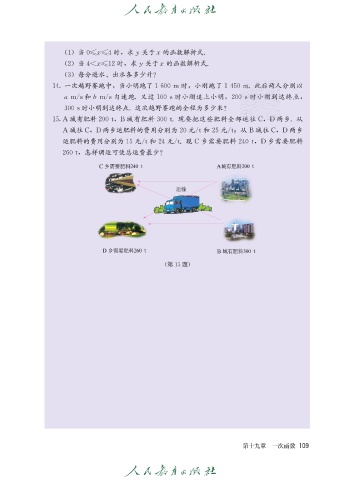 人民教育出版社
(1) 当 0≤x≤4 时，求 y 关于 x 的函数解析式.
(2) 当 4<x≤12 时，求 y 关于 x 的函数解析式.
(3) 每分进水、出水各多少升？
14. 一次越野赛跑中，当小明跑了 1 600 m 时，小刚跑了 1 450 m. 此后两人分别以
a m/s 和 b m/s 匀速跑. 又过 100 s 时小刚追上小明，200 s 时小刚到达终点，
300 s 时小明到达终点. 这次越野赛跑的全程为多少米？
15. A 城有肥料 200 t，B 城有肥料 300 t. 现要把这些肥料全部运往 C，D 两乡. 从
A 城往 C，D 两乡运肥料的费用分别为 20 元/t 和 25 元/t；从 B 城往 C，D 两乡
运肥料的费用分别为 15 元/t 和 24 元/t. 现 C 乡需要肥料 240 t，D 乡需要肥料
260 t，怎样调运可使总运费最少？
C 乡需要肥料240 t
A城有肥料200 t
运输
D 乡需要肥料260 t
B 城有肥料300 t
(第 15 题)
第十九章 一次函数 109
人民教育出版社